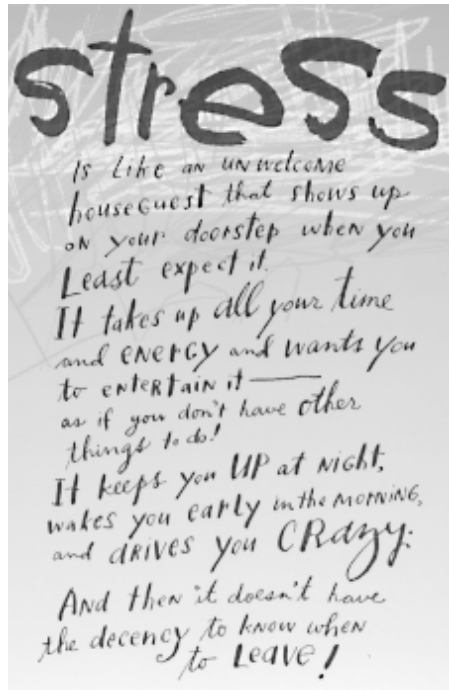 stress
Is Like an unwelcome
houseguest that shows up
on your doorstep when you
Least expect it.
It takes up all your time
and energy and wants you
to entertain it —
as if you don't have other
things to do!
It keeps you UP at night,
wakes you early in the morning,
and drives you CRazy.
And then it doesn't have
the decency to know when
to Leave!